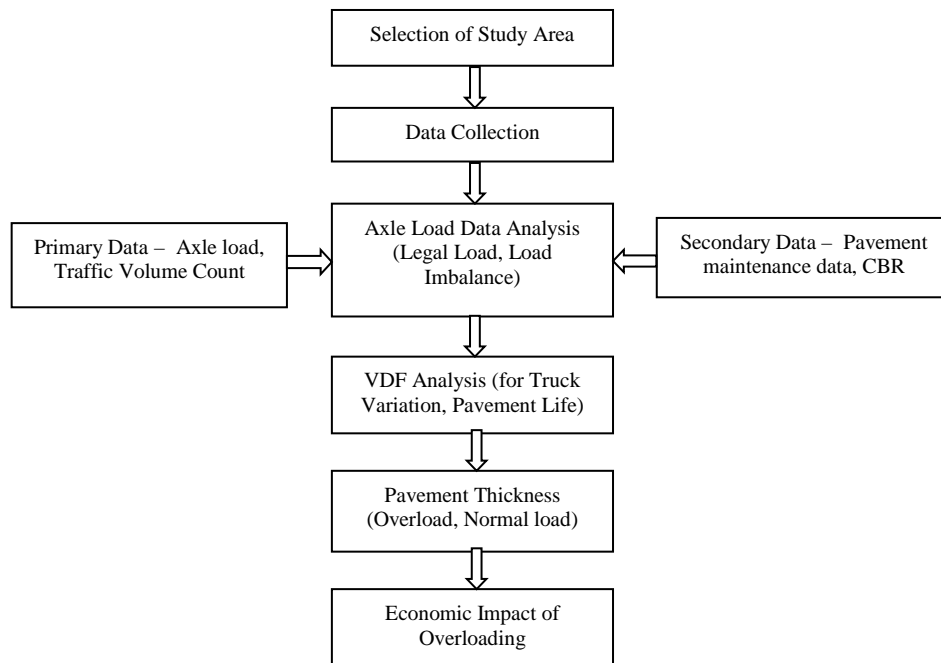 Selection of Study Area
Data Collection
Primary Data – Axle load,
Traffic Volume Count
Axle Load Data Analysis
(Legal Load, Load
Imbalance)
Secondary Data – Pavement
maintenance data, CBR
VDF Analysis (for Truck
Variation, Pavement Life)
Pavement Thickness
(Overload, Normal load)
Economic Impact of
Overloading